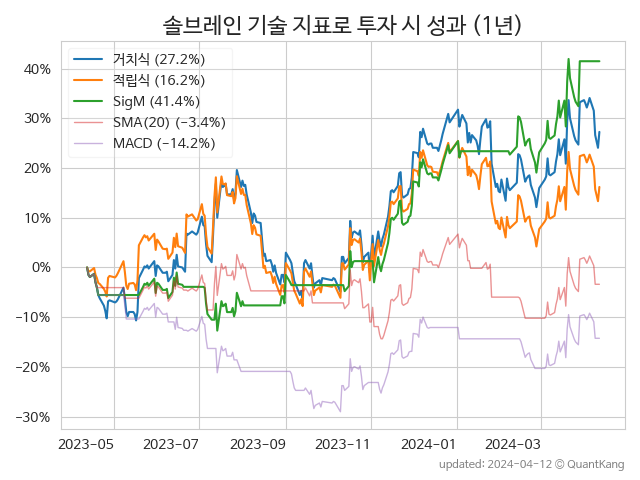 솔브레인 기술 지표로 투자 시 성과 (1년)
거치식 (27.2%)
적립식 (16.2%)
SigM (41.4%)
SMA(20) (−3.4%)
MACD (−14.2%)
40%
30%
20%
10%
0%
−10%
−20%
−30%
2023-05 2023-07 2023-09 2023-11 2024-01 2024-03
updated: 2024-04-12 © QuantKang